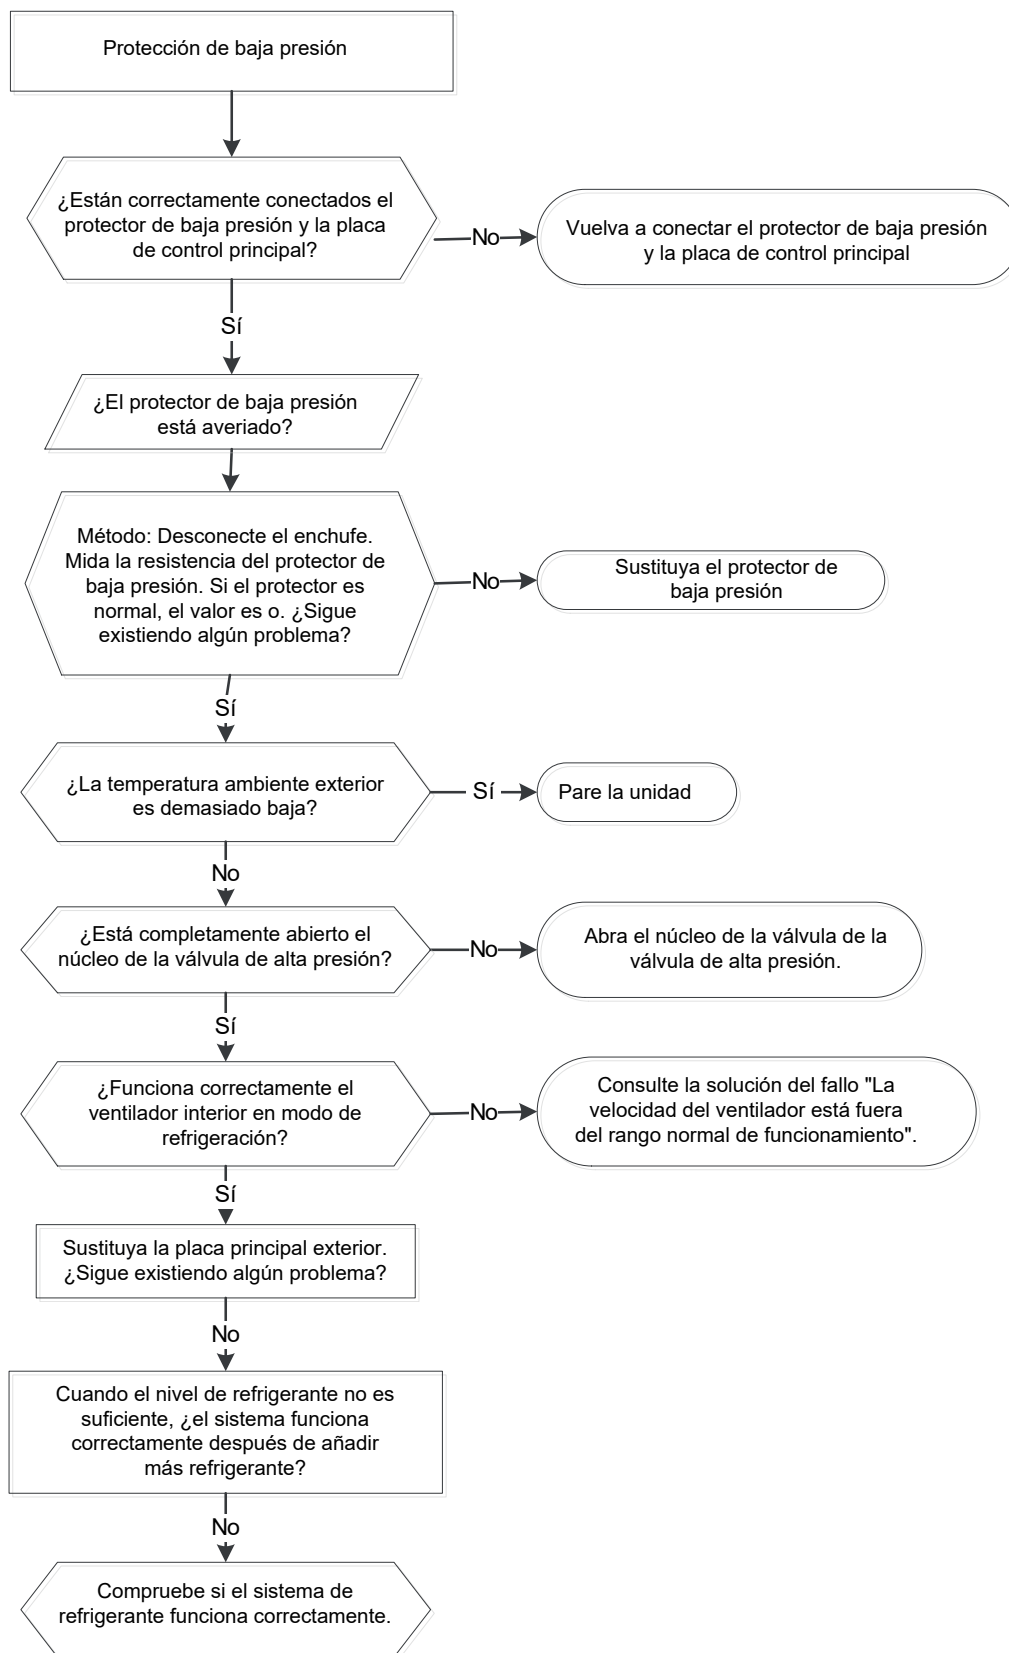 Protección de baja presión
¿Están correctamente conectados el
protector de baja presión y la placa
de control principal?
No
Vuelva a conectar el protector de baja presión
y la placa de control principal
Sí
¿El protector de baja presión
está averiado?
Método: Desconecte el enchufe.
Mida la resistencia del protector de
baja presión. Si el protector es
normal, el valor es o. ¿Sigue
existiendo algún problema?
No
Sustituya el protector de
baja presión
Sí
¿La temperatura ambiente exterior
es demasiado baja?
Sí
Pare la unidad
No
¿Está completamente abierto el
núcleo de la válvula de alta presión?
No
Abra el núcleo de la válvula de la
válvula de alta presión.
Sí
¿Funciona correctamente el
ventilador interior en modo de
refrigeración?
No
Consulte la solución del fallo "La
velocidad del ventilador está fuera
del rango normal de funcionamiento".
Sí
Sustituya la placa principal exterior.
¿Sigue existiendo algún problema?
No
Cuando el nivel de refrigerante no es
suficiente, ¿el sistema funciona
correctamente después de añadir
más refrigerante?
No
Compruebe si el sistema de
refrigerante funciona correctamente.